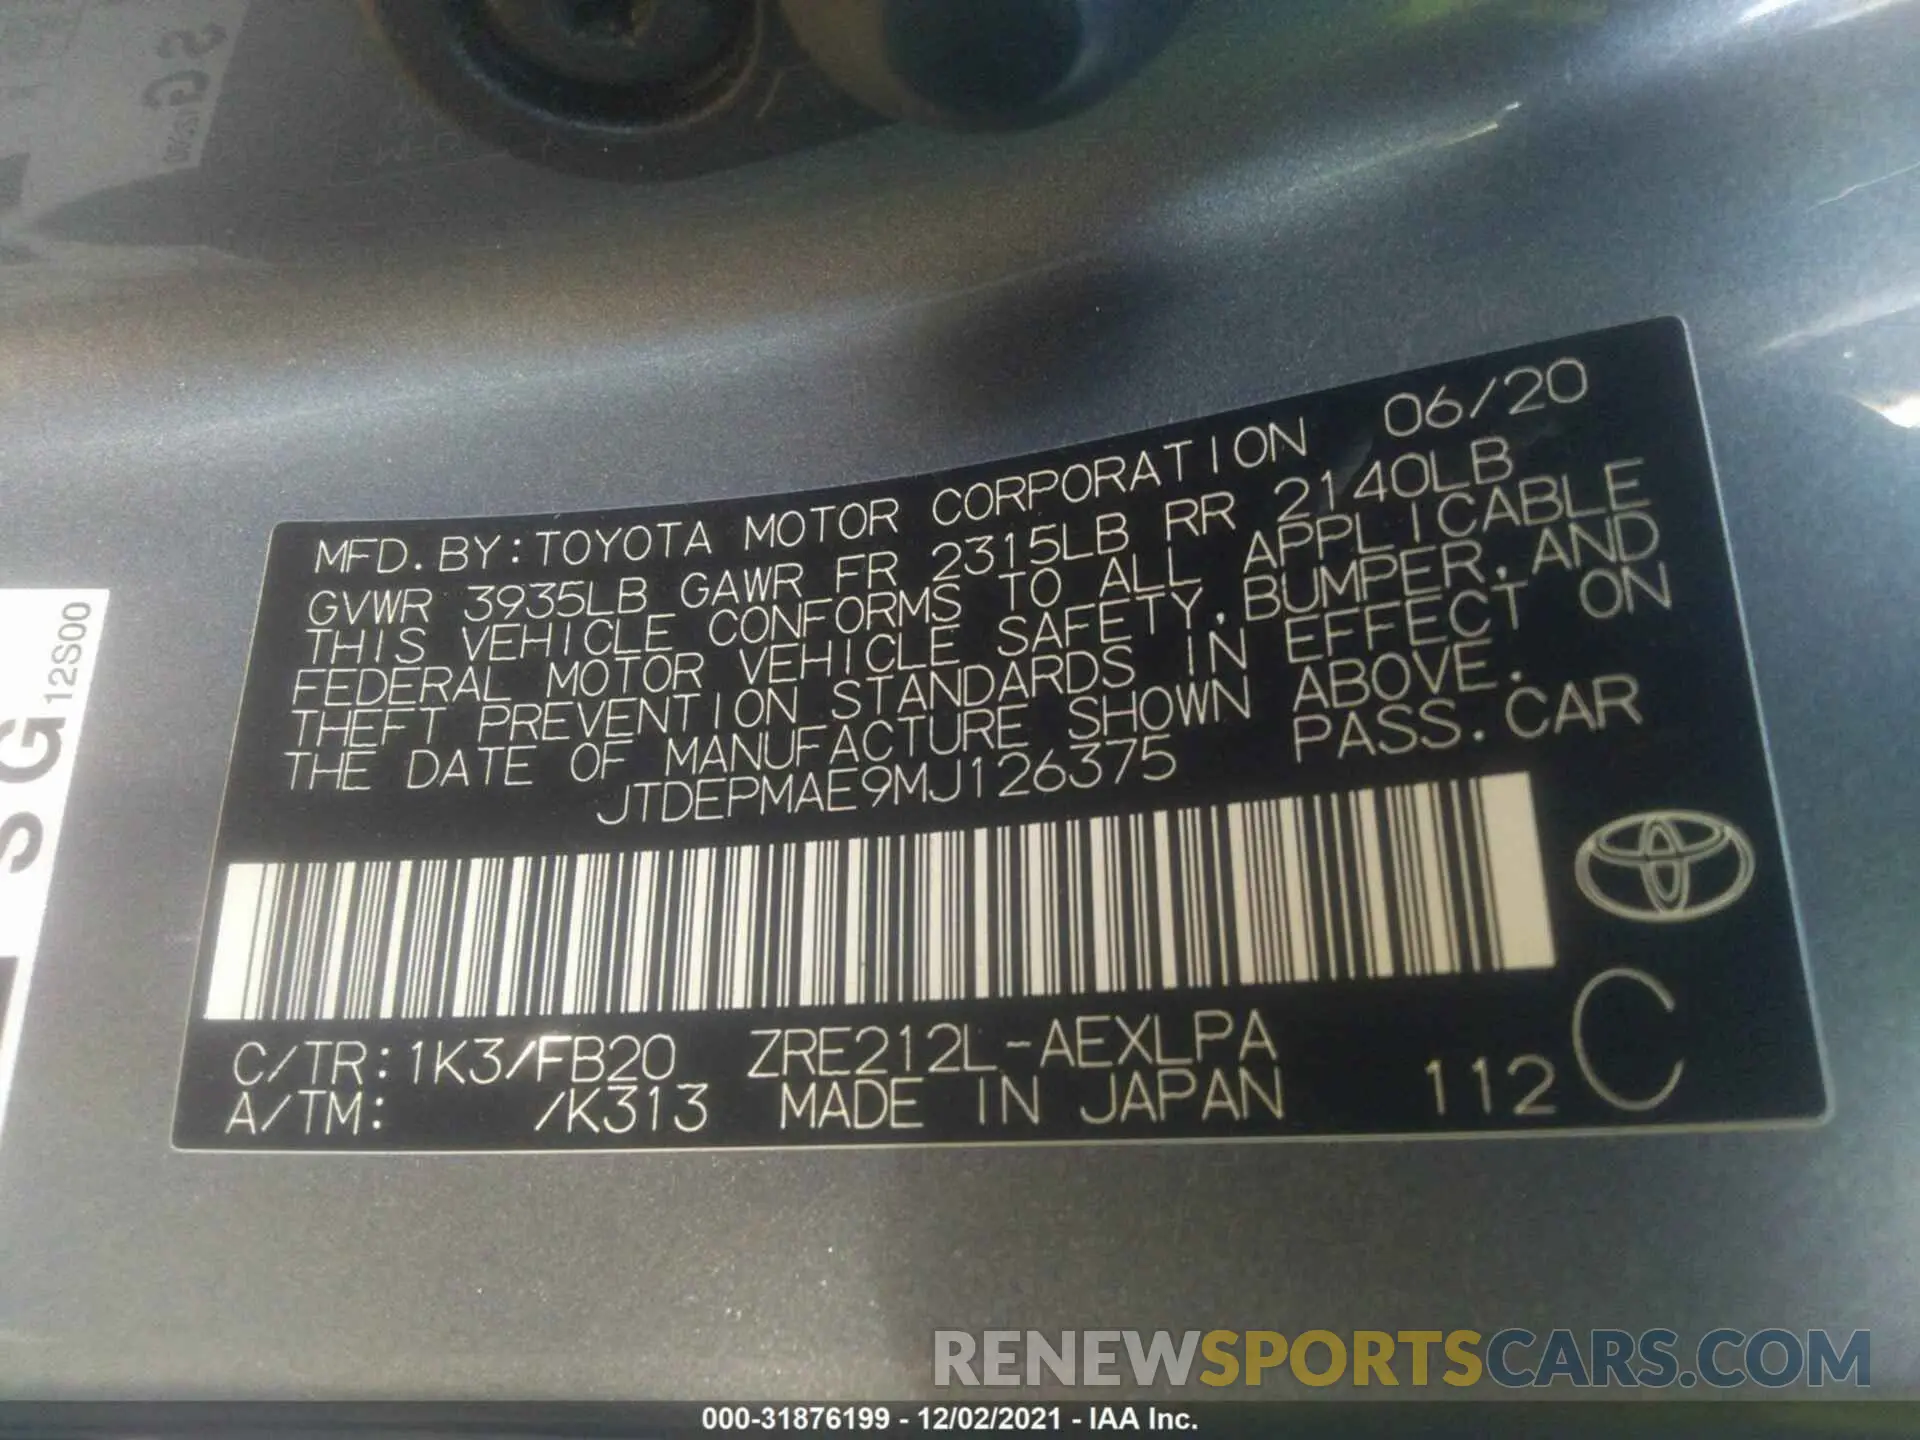 SG 12S00
MFD.BY:TOYOTA MOTOR CORPORATION 06/20
GVWR 3935LB GAWR FR 2315LB RR 2140LB
THIS VEHICLE CONFORMS TO ALL APPLICABLE
FEDERAL MOTOR VEHICLE SAFETY,BUMPER,AND
THEFT PREVENTION STANDARDS IN EFFECT ON
THE DATE OF MANUFACTURE SHOWN ABOVE.
JTDEPMAE9MJ126375 PASS.CAR
C/TR:1K3/FB20 ZRE212L-AEXLPA
A/TM: /K313 MADE IN JAPAN 112 C
RENEWSPORTSCARS.COM
000-31876199 - 12/02/2021 - IAA Inc.